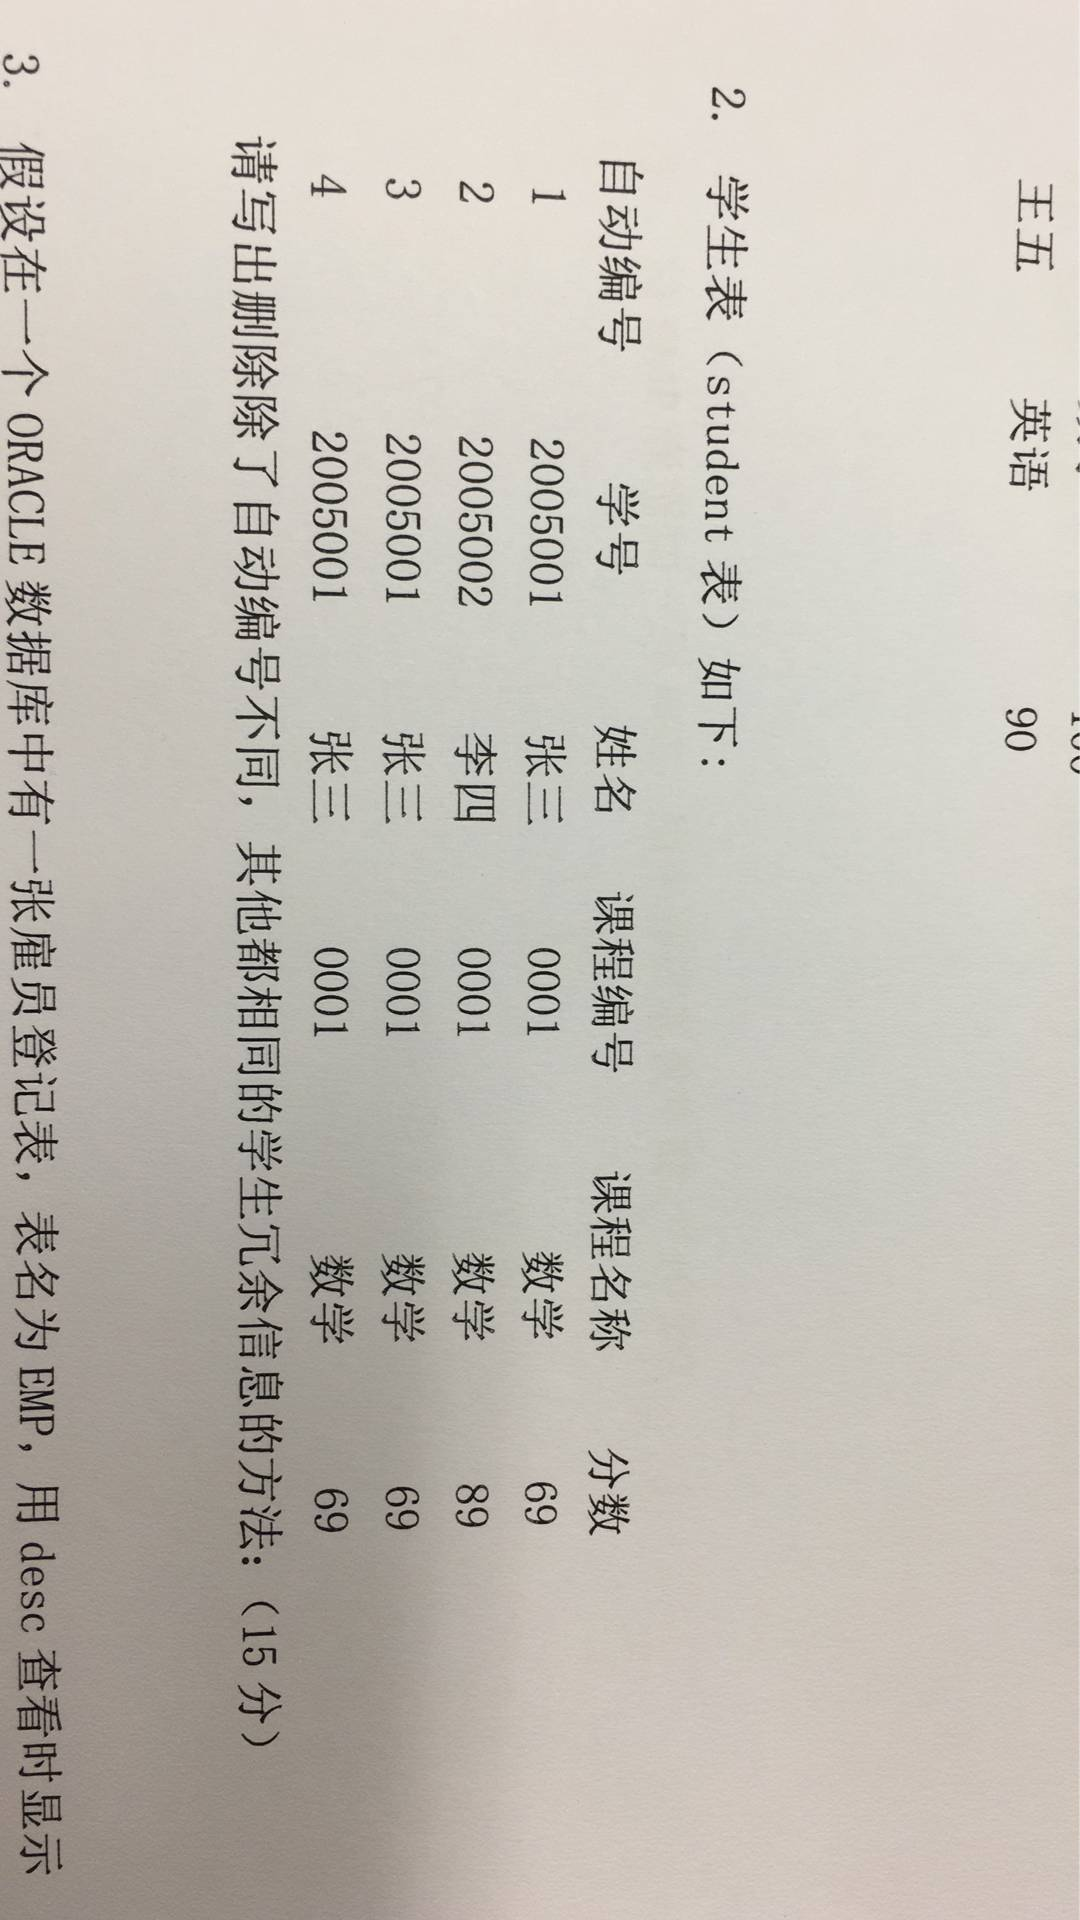 王五 英语 90
2. 学生表（student 表）如下：
自动编号 学号 姓名 课程编号 课程名称 分数
1 2005001 张三 0001 数学 69
2 2005002 李四 0001 数学 89
3 2005001 张三 0001 数学 69
4 2005001 张三 0001 数学 69
请写出删除除了自动编号不同，其他都相同的学生冗余信息的方法：（15 分）
3. 假设在一个 ORACLE 数据库中有一张雇员登记表，表名为 EMP，用 desc 查看时显示